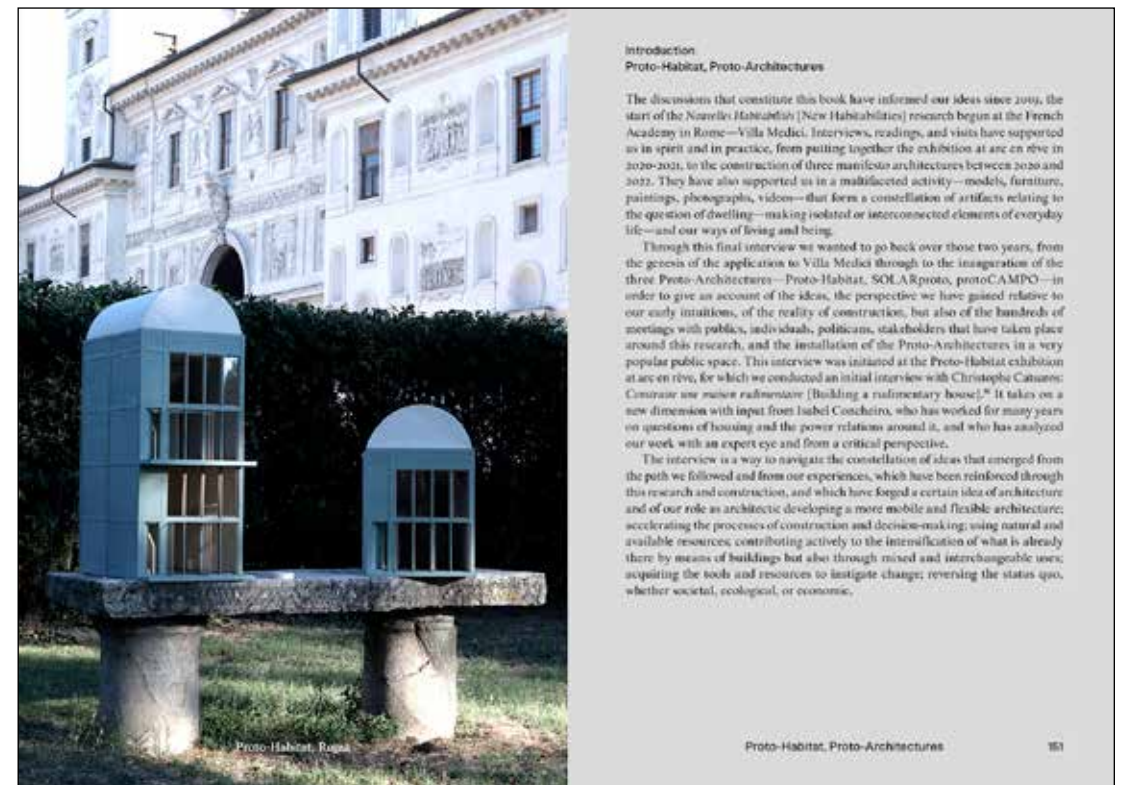 Proto-Habitat, Roma
Introduction
Proto-Habitat, Proto-Architectures
The discussions that constitute this book have informed our ideas since 2019, the
start of the Nouvelles Habitabilités [New Habitabilities] research begun at the French
Academy in Rome—Villa Medici. Interviews, readings, and visits have supported
us in spirit and in practice, from putting together the exhibition at arc en rêve in
2020-2021, to the construction of three manifesto architectures between 2020 and
2022. They have also supported us in a multifaceted activity—models, furniture,
paintings, photographs, videos—that form a constellation of artifacts relating to
the question of dwelling—making isolated or interconnected elements of everyday
life—and our ways of living and being.
Through this final interview we wanted to go back over those two years, from
the genesis of the application to Villa Medici through to the inauguration of the
three Proto-Architectures—Proto-Habitat, SOLARproto, protoCAMPO—in
order to give an account of the ideas, the perspective we have gained relative to
our early intuitions, of the reality of construction, but also of the hundreds of
meetings with publics, individuals, politicans, stakeholders that have taken place
around this research, and the installation of the Proto-Architectures in a very
popular public space. This interview was initiated at the Proto-Habitat exhibition
at arc en rêve, for which we conducted an initial interview with Christophe Catsaros:
Construire une maison rudimentaire [Building a rudimentary house]. It takes on a
new dimension with input from Isabel Concheiro, who has worked for many years
on questions of housing and the power relations around it, and who has analyzed
our work with an expert eye and from a critical perspective.
The interview is a way to navigate the constellation of ideas that emerged from
the path we followed and from our experiences, which have been reinforced through
this research and construction, and which have forged a certain idea of architecture
and of our role as architects: developing a more mobile and flexible architecture;
accelerating the processes of construction and decision-making; using natural and
available resources; contributing actively to the intensification of what is already
there by means of buildings but also through mixed and interchangeable uses;
acquiring the tools and resources to instigate change; reversing the status quo,
whether societal, ecological, or economic.
Proto-Habitat, Proto-Architectures 151